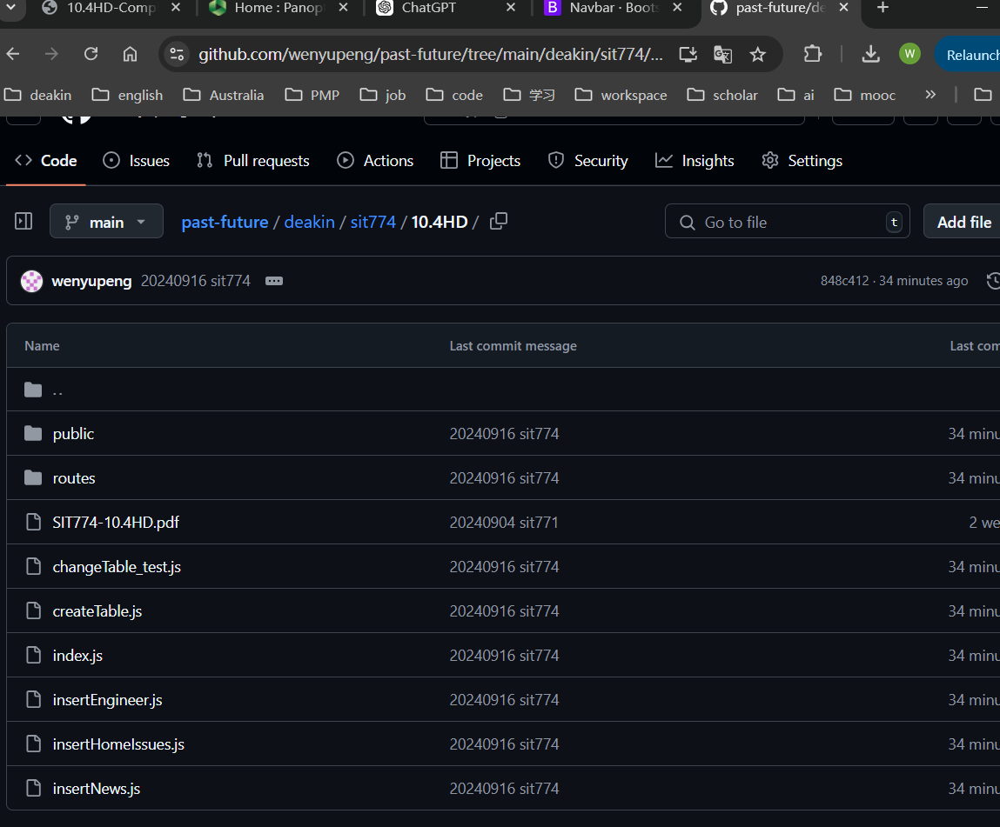 10.4HD-Comp
Home : Panop
ChatGPT
Navbar · Boots
past-future/de
github.com/wenyupeng/past-future/tree/main/deakin/sit774/...
W
Relaunch
deakin
english
Australia
PMP
job
code
学习
workspace
scholar
ai
mooc
Code
Issues
Pull requests
Actions
Projects
Security
Insights
Settings
main
past-future / deakin / sit774 / 10.4HD /
Go to file
t
Add file
wenyupeng 20240916 sit774
848c412 · 34 minutes ago
Name Last commit message Last com
..
public 20240916 sit774 34 minu
routes 20240916 sit774 34 minu
SIT774-10.4HD.pdf 20240904 sit771 2 we
changeTable_test.js 20240916 sit774 34 minu
createTable.js 20240916 sit774 34 minu
index.js 20240916 sit774 34 minu
insertEngineer.js 20240916 sit774 34 minu
insertHomeIssues.js 20240916 sit774 34 minu
insertNews.js 20240916 sit774 34 minu